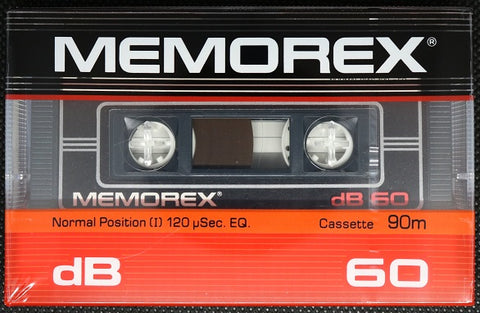 MEMOREX®
MEMOREX® dB 60
Normal Position (I) 120 µSec. EQ. Cassette 90m
dB 60